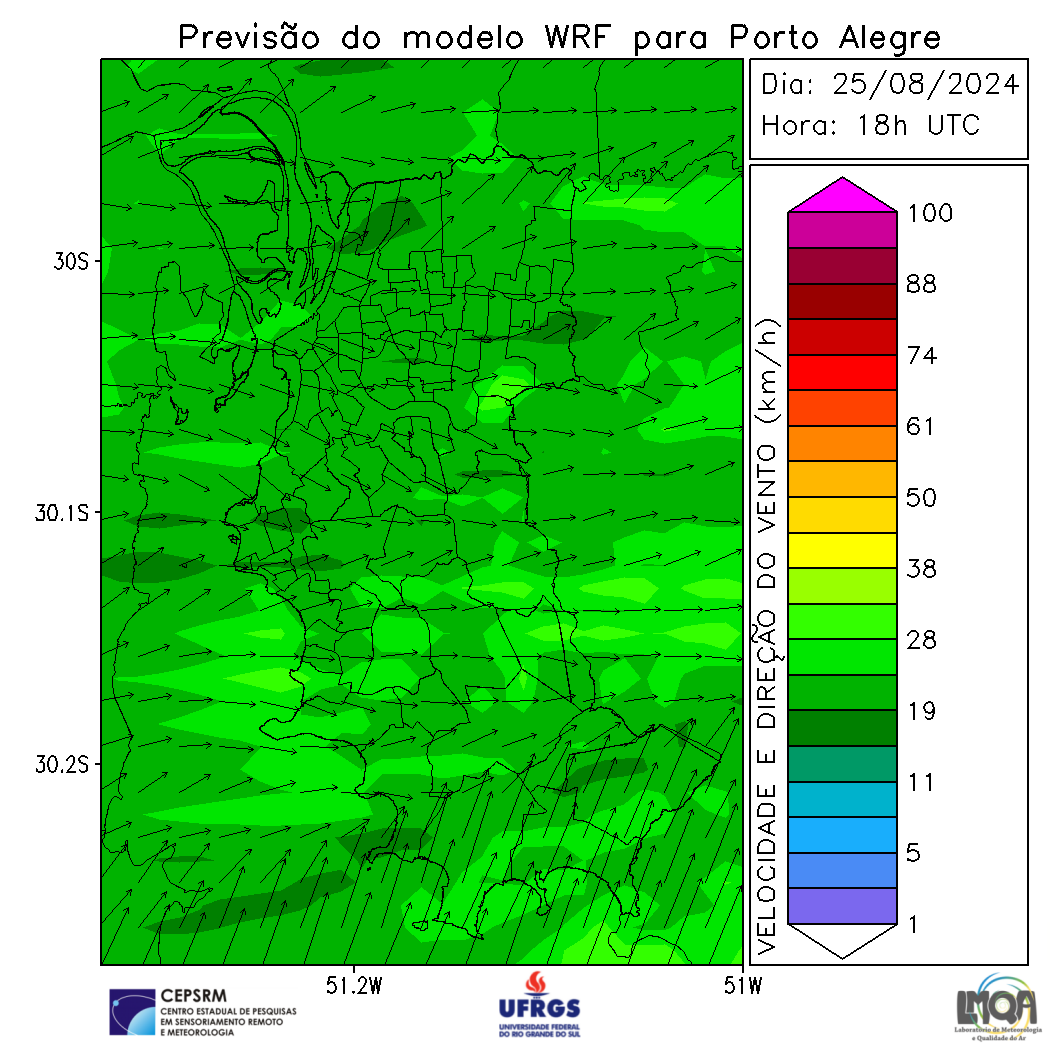 Previsão do modelo WRF para Porto Alegre
Dia: 25/08/2024
Hora: 18h UTC
30S
30.1S
30.2S
51.2W
51W
VELOCIDADE E DIREÇÃO DO VENTO (km/h)
100
88
74
61
50
38
28
19
11
5
1
CEPSRM
CENTRO ESTADUAL DE PESQUISAS
EM SENSORIAMENTO REMOTO
E METEOROLOGIA
UFRGS
UNIVERSIDADE FEDERAL
DO RIO GRANDE DO SUL
LMQA
Laboratório de Meteorologia
e Qualidade do Ar